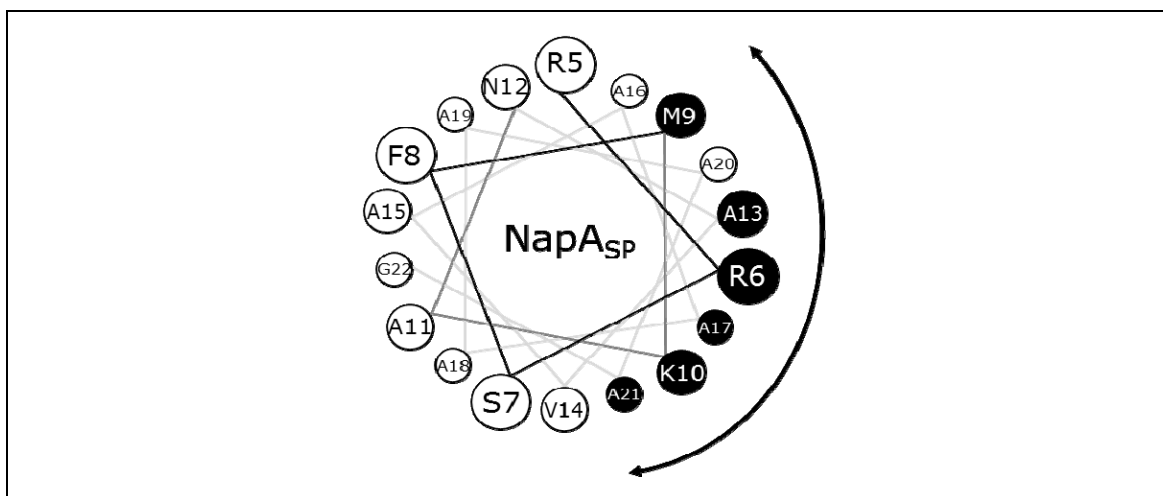 R5
N12
A16
A19
M9
F8
A20
A15
A13
NapASP
G22
R6
A11
A17
A18
K10
S7
A21
V14